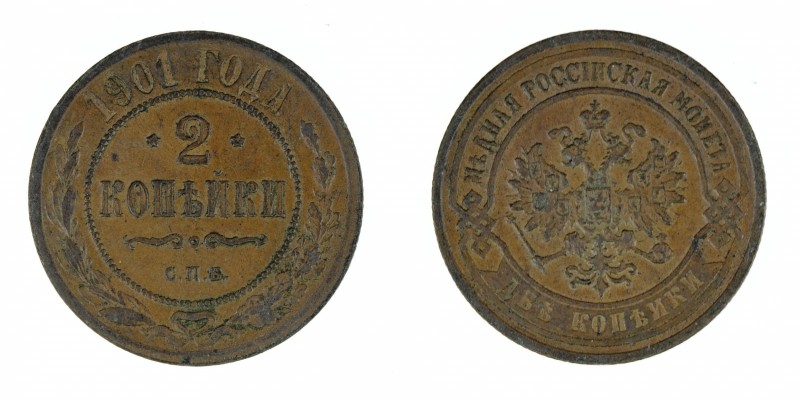 1901 ГОДА
2
КОПѢЙКИ
С.П.Б.
МѢДНАЯ РОССІЙСКАЯ МОНЕТА
ДВѢ КОПѢЙКИ